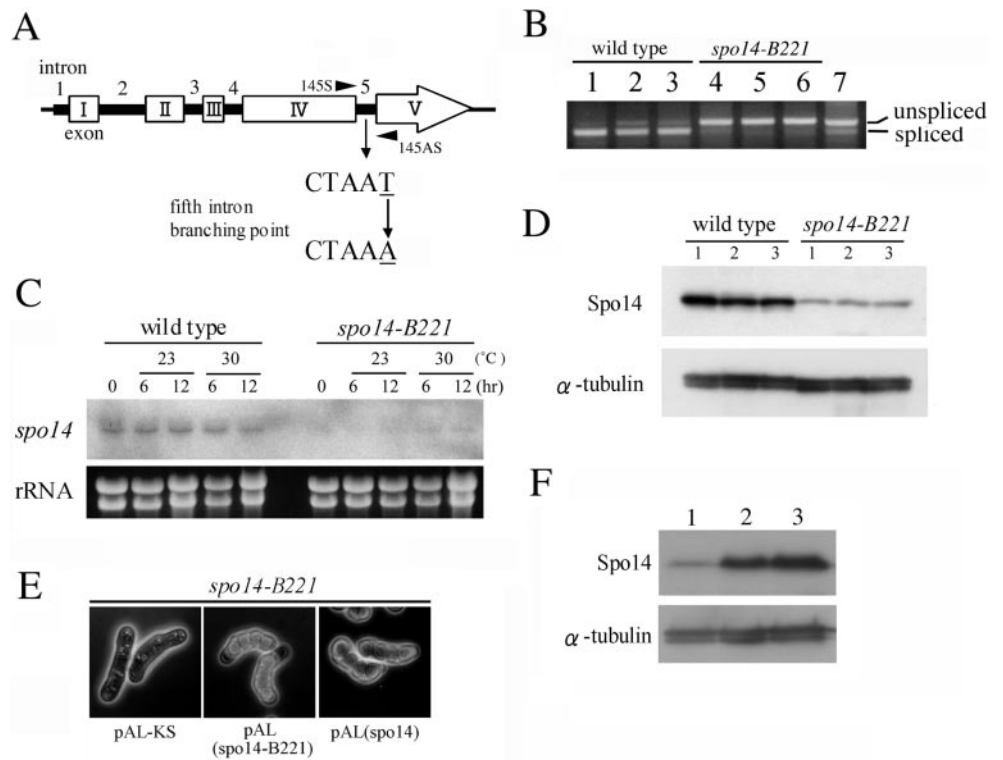 A
intron
1 2 3 4 145S 5
I II III IV V
exon
145AS
CTAAT
fifth intron
branching point
CTAAA
B
wild type spo14-B221
1 2 3 4 5 6 7
unspliced
spliced
C
wild type spo14-B221
23 30 23 30 (°C)
0 6 12 6 12 0 6 12 6 12 (hr)
spo14
rRNA
D
wild type spo14-B221
1 2 3 1 2 3
Spo14
α-tubulin
E
spo14-B221
pAL-KS
pAL
(spo14-B221)
pAL(spo14)
F
1 2 3
Spo14
α-tubulin